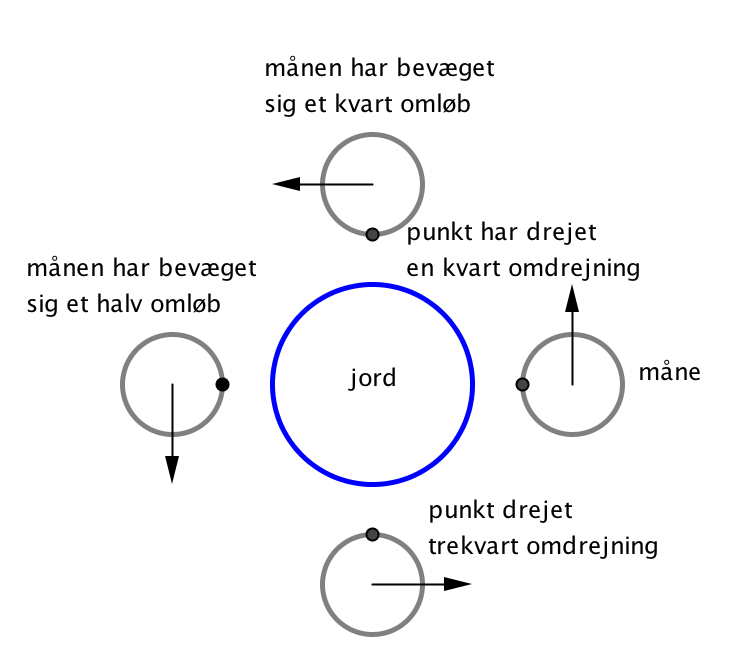 månen har bevæget
sig et kvart omløb
punkt har drejet
en kvart omdrejning
månen har bevæget
sig et halv omløb
jord
måne
punkt drejet
trekvart omdrejning